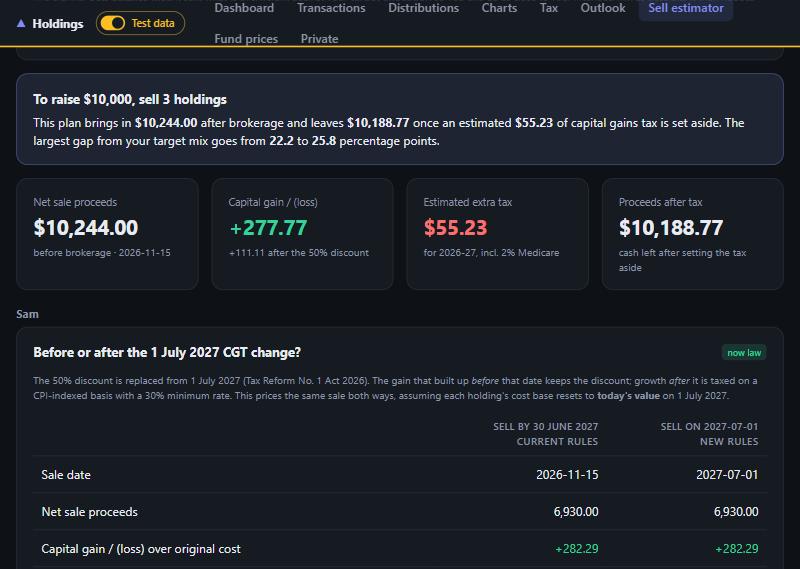 Holdings
Test data
Dashboard Transactions Distributions Charts Tax Outlook Sell estimator
Fund prices Private
To raise $10,000, sell 3 holdings
This plan brings in $10,244.00 after brokerage and leaves $10,188.77 once an estimated $55.23 of capital gains tax is set aside. The
largest gap from your target mix goes from 22.2 to 25.8 percentage points.
Net sale proceeds
$10,244.00
before brokerage · 2026-11-15
Capital gain / (loss)
+277.77
+111.11 after the 50% discount
Estimated extra tax
$55.23
for 2026-27, incl. 2% Medicare
Proceeds after tax
$10,188.77
cash left after setting the tax
aside
Sam
Before or after the 1 July 2027 CGT change?
now law
The 50% discount is replaced from 1 July 2027 (Tax Reform No. 1 Act 2026). The gain that built up before that date keeps the discount; growth after it is taxed on a
CPI-indexed basis with a 30% minimum rate. This prices the same sale both ways, assuming each holding's cost base resets to today's value on 1 July 2027.
SELL BY 30 JUNE 2027 SELL ON 2027-07-01
CURRENT RULES NEW RULES
Sale date 2026-11-15 2027-07-01
Net sale proceeds 6,930.00 6,930.00
Capital gain / (loss) over original cost +282.29 +282.29